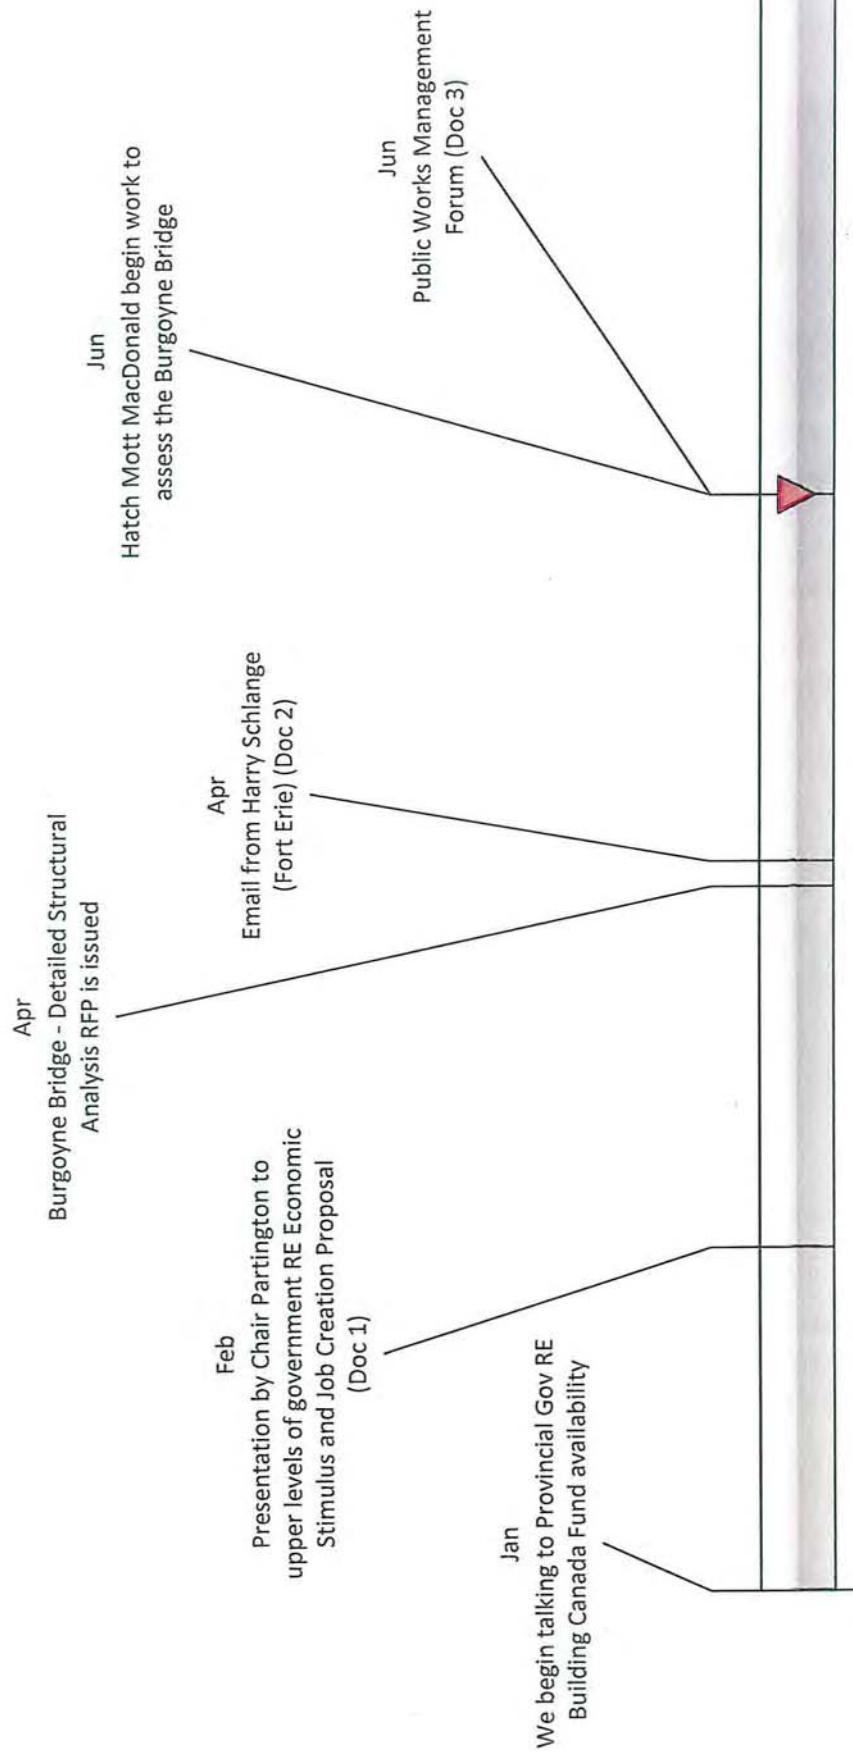 Jan
We begin talking to Provincial Gov RE
Building Canada Fund availability
Feb
Presentation by Chair Partington to
upper levels of government RE Economic
Stimulus and Job Creation Proposal
(Doc 1)
Apr
Burgoyne Bridge - Detailed Structural
Analysis RFP is issued
Apr
Email from Harry Schlange
(Fort Erie) (Doc 2)
Jun
Hatch Mott MacDonald begin work to
assess the Burgoyne Bridge
Jun
Public Works Management
Forum (Doc 3)